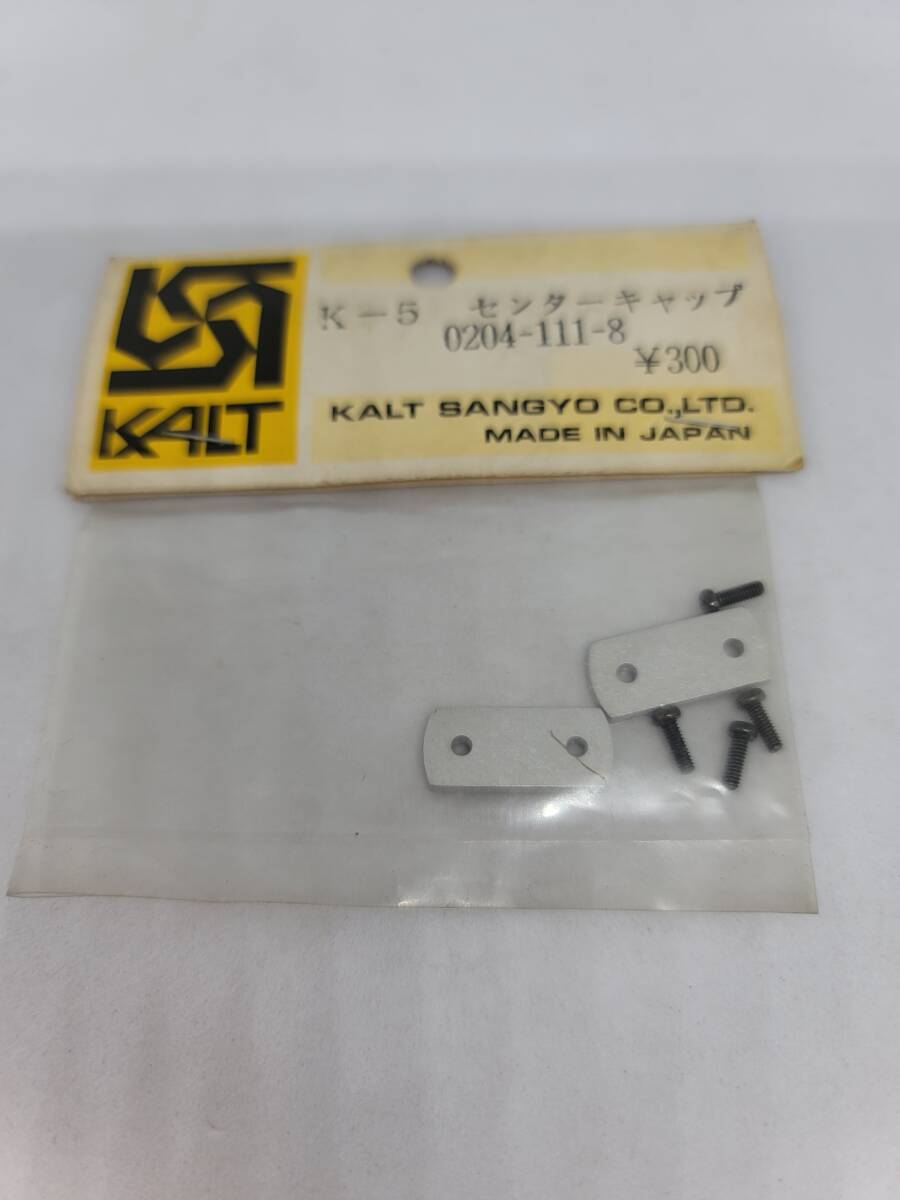 K-5 センターキャップ
0204-111-8
¥300
KALT
KALT SANGYO CO.,LTD.
MADE IN JAPAN